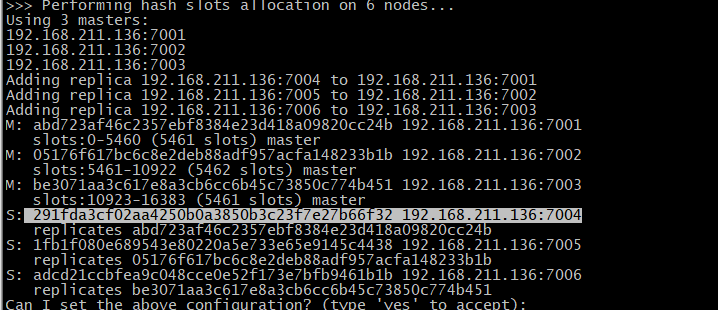 >>> Performing hash slots allocation on 6 nodes...
Using 3 masters:
192.168.211.136:7001
192.168.211.136:7002
192.168.211.136:7003
Adding replica 192.168.211.136:7004 to 192.168.211.136:7001
Adding replica 192.168.211.136:7005 to 192.168.211.136:7002
Adding replica 192.168.211.136:7006 to 192.168.211.136:7003
M: abd723af46c2357ebf8384e23d418a09820cc24b 192.168.211.136:7001
slots:0-5460 (5461 slots) master
M: 05176f617bc6c8e2deb88adf957acfa148233b1b 192.168.211.136:7002
slots:5461-10922 (5462 slots) master
M: be3071aa3c617e8a3cb6cc6b45c73850c774b451 192.168.211.136:7003
slots:10923-16383 (5461 slots) master
S: 291fda3cf02aa4250b0a3850b3c23f7e27b66f32 192.168.211.136:7004
replicates abd723af46c2357ebf8384e23d418a09820cc24b
S: 1fb1f080e689543e80220a5e733e65e9145c4438 192.168.211.136:7005
replicates 05176f617bc6c8e2deb88adf957acfa148233b1b
S: adcd21ccbfea9c048cce0e52f173e7bfb9461b1b 192.168.211.136:7006
replicates be3071aa3c617e8a3cb6cc6b45c73850c774b451
Can I set the above configuration? (type 'yes' to accept):